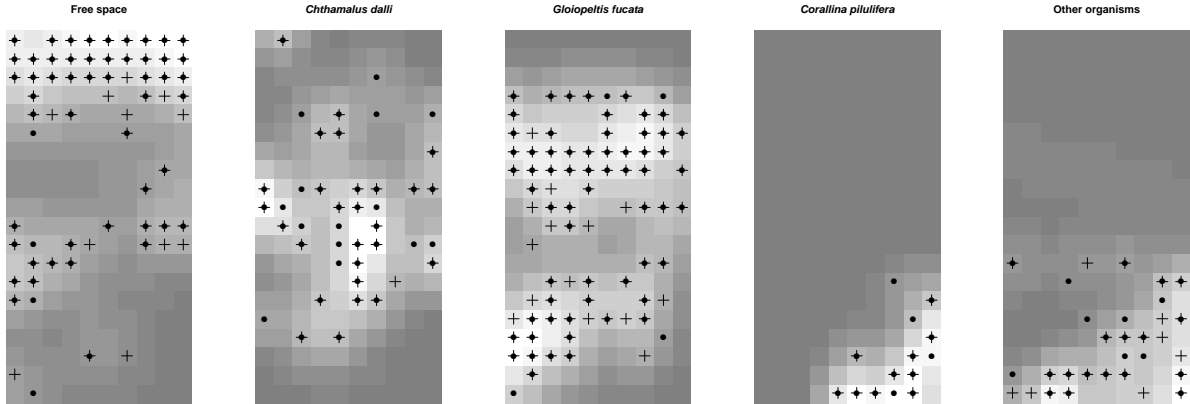 Free space
Chthamalus dalli
Gloiopeltis fucata
Corallina pilulifera
Other organisms